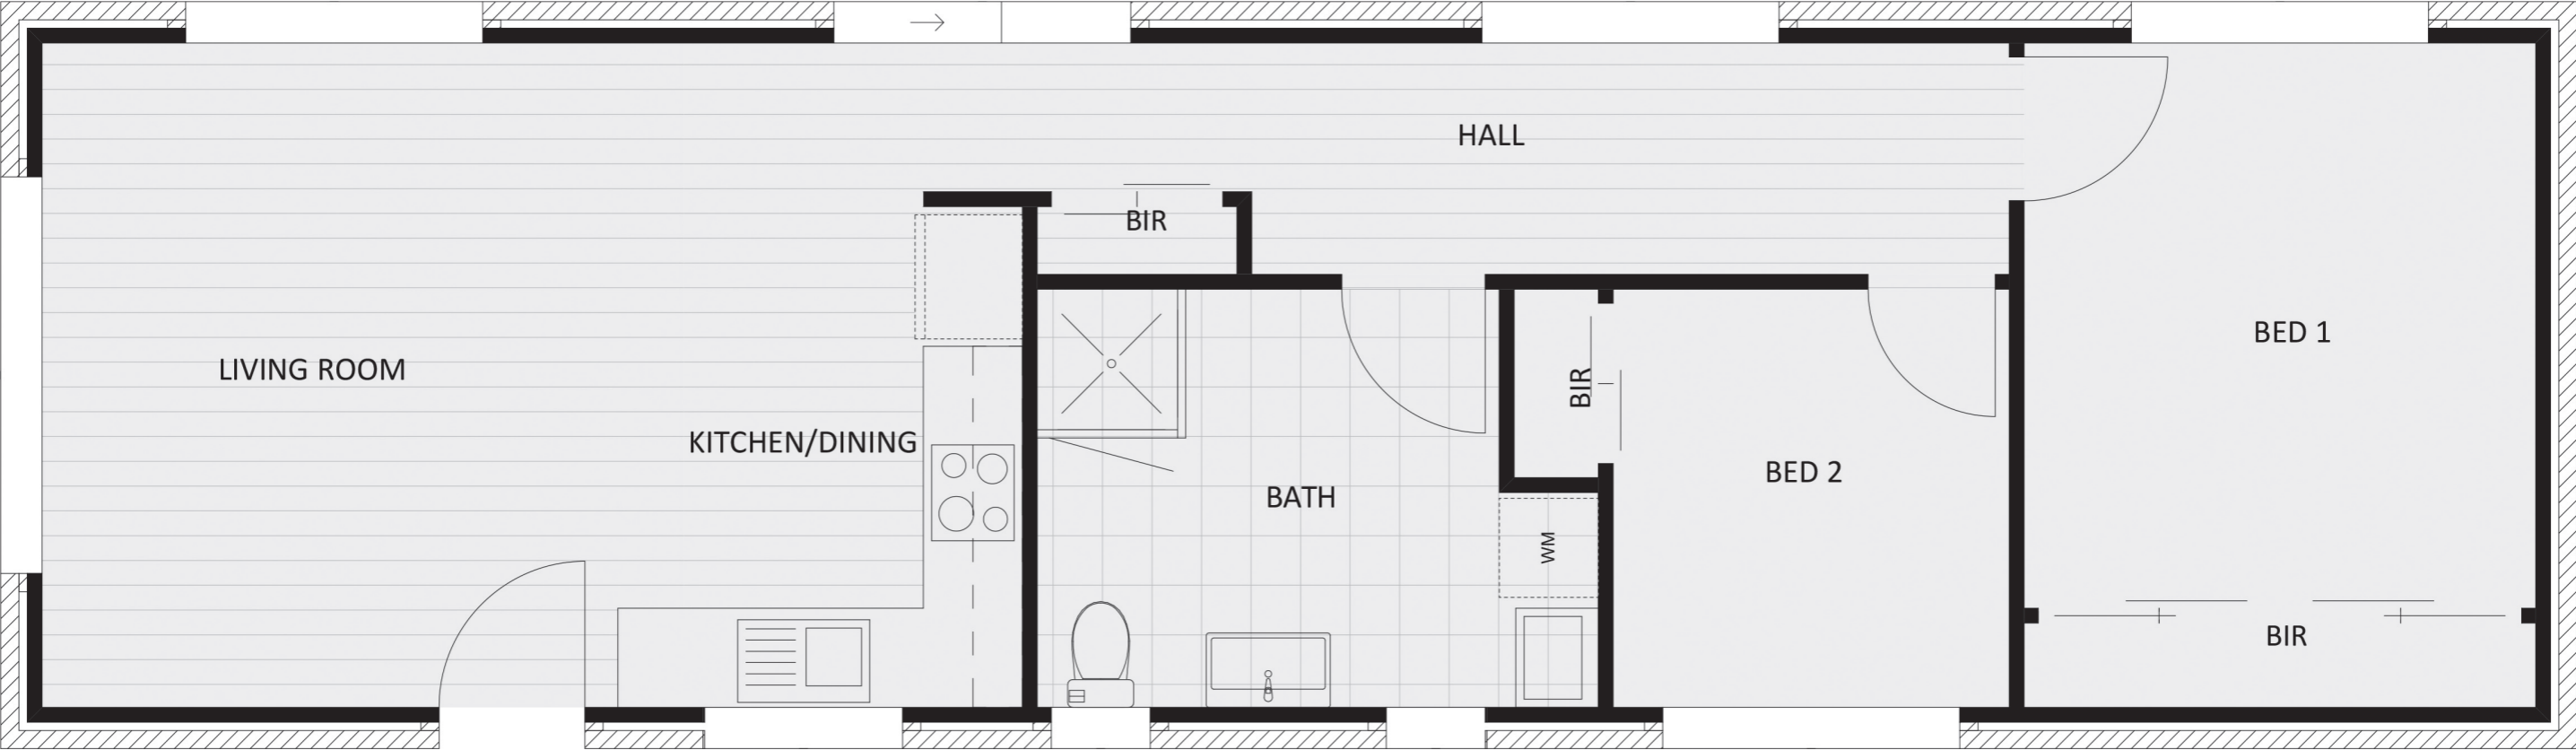 HALL
BIR
BED 1
LIVING ROOM
BIR
KITCHEN/DINING
BED 2
BATH
WM
BIR